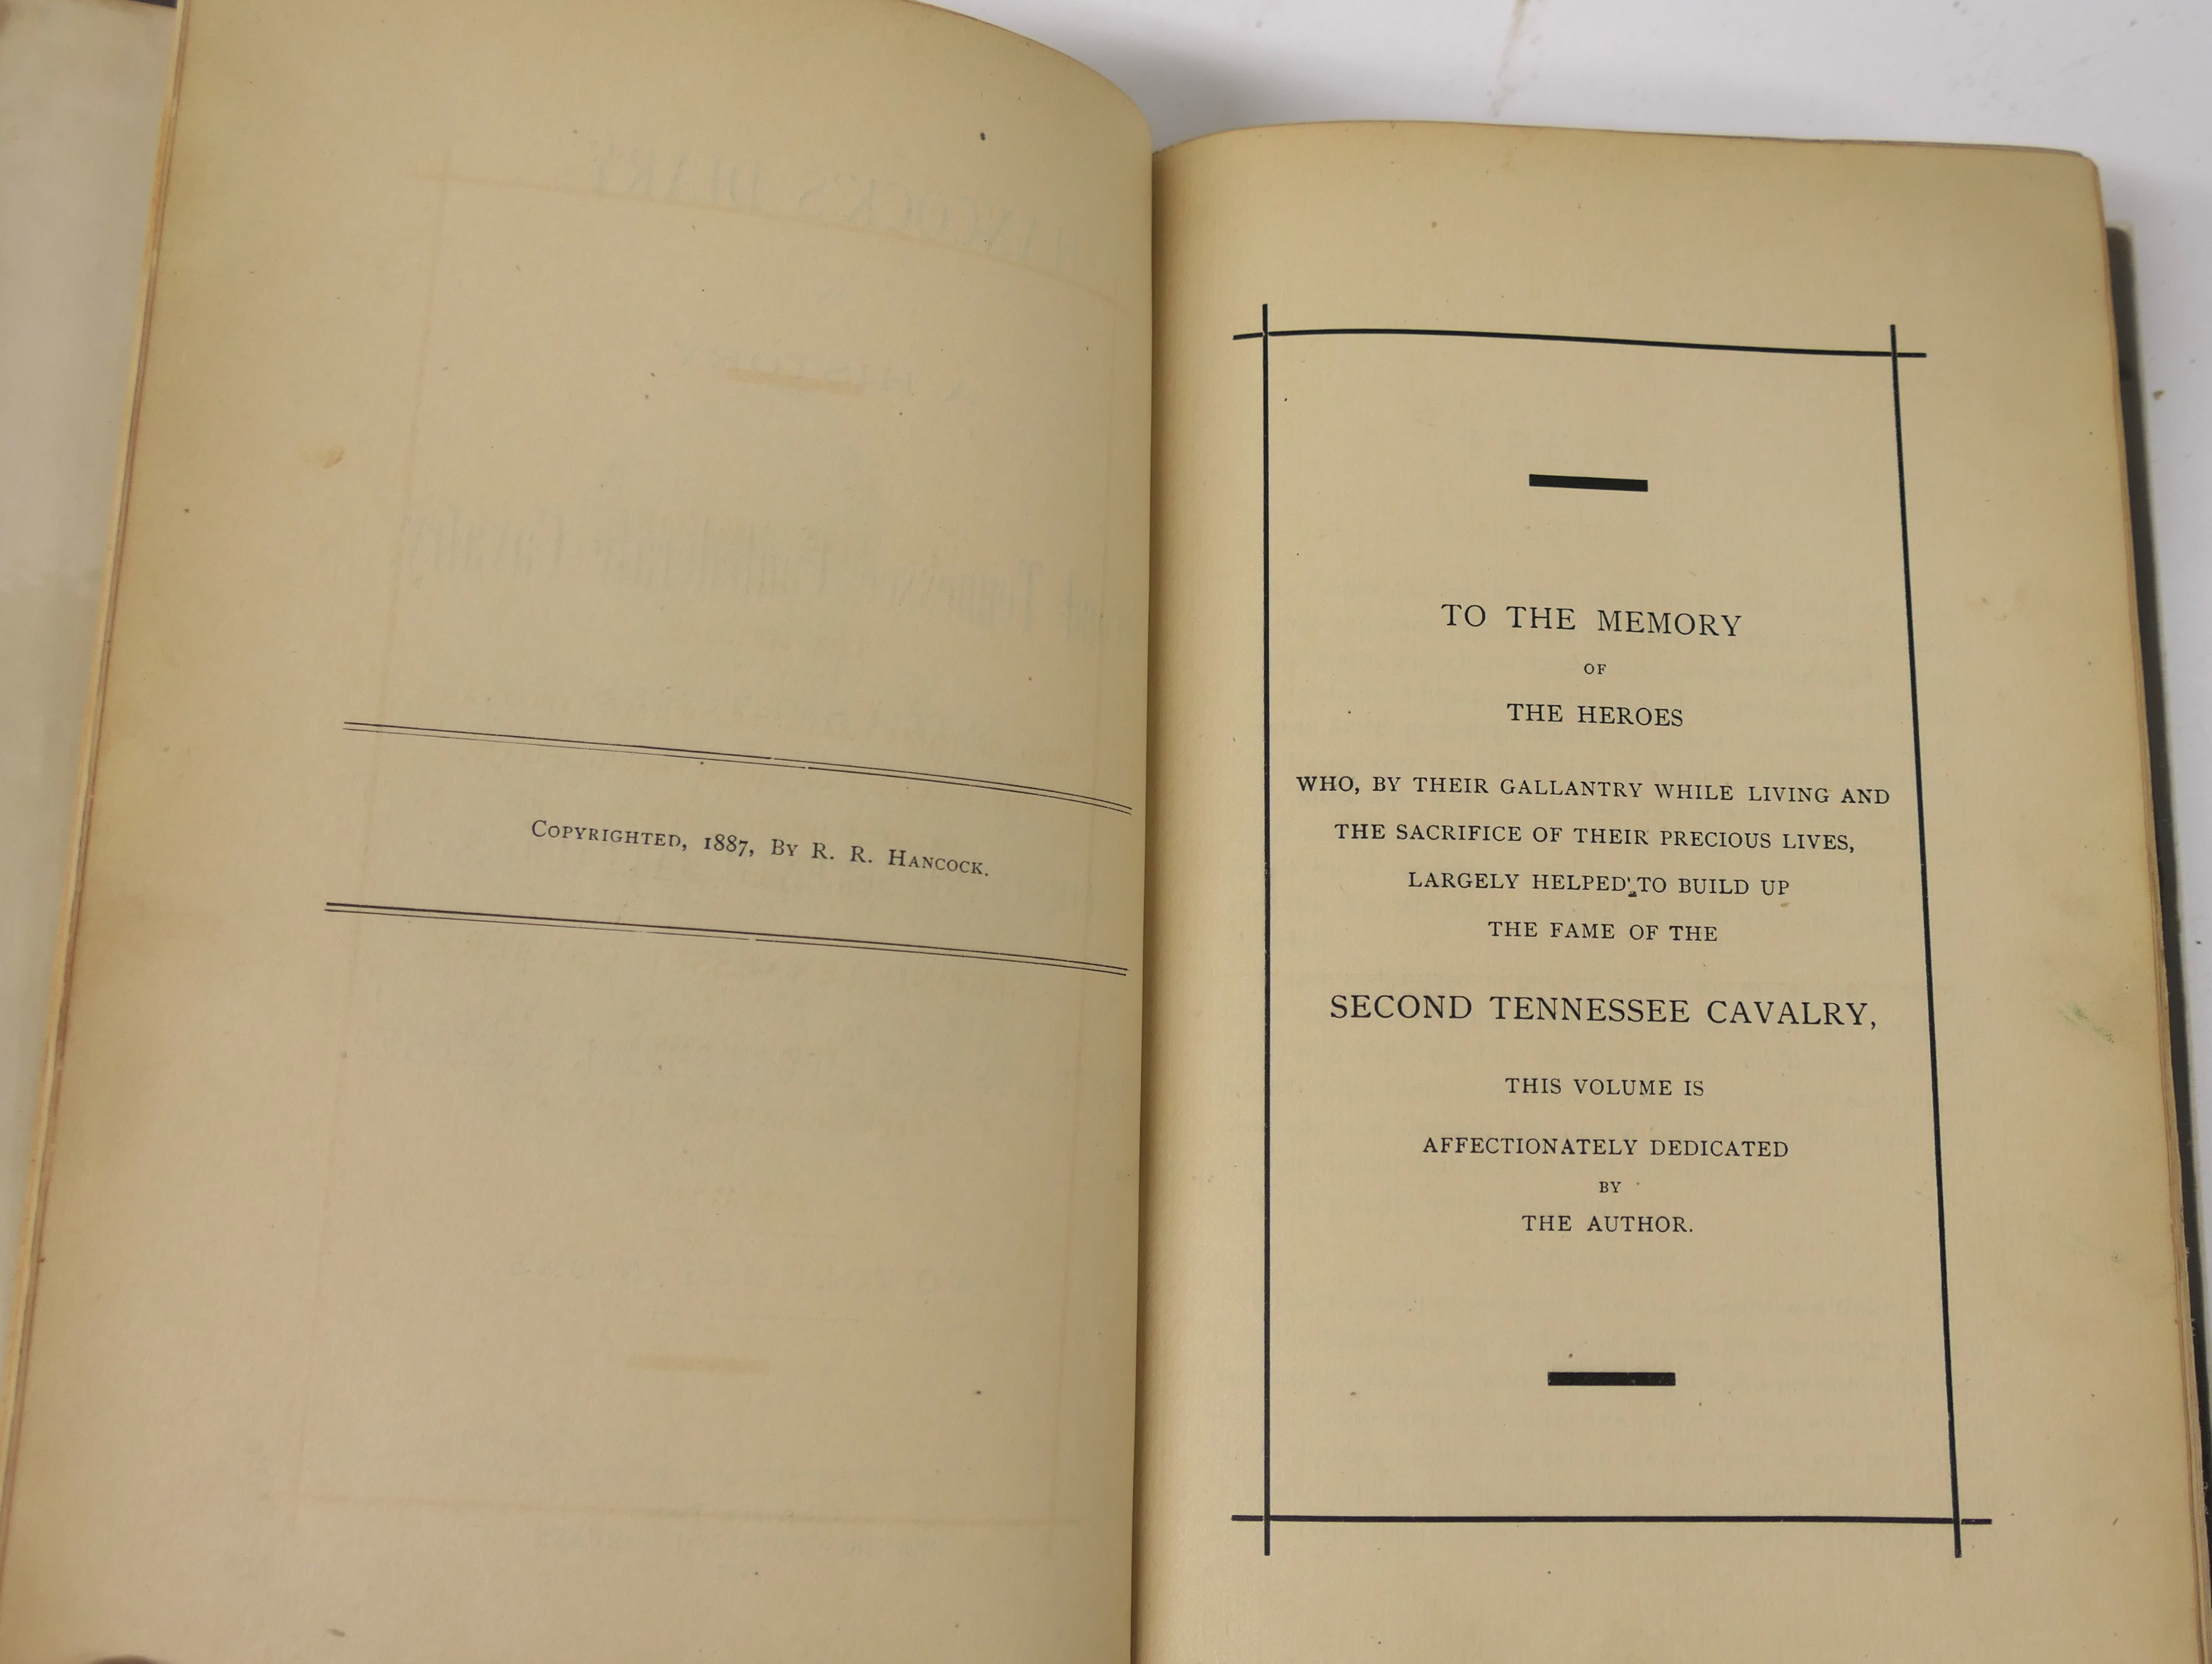 COPYRIGHTED, 1887, BY R. R. HANCOCK.
TO THE MEMORY
OF
THE HEROES
WHO, BY THEIR GALLANTRY WHILE LIVING AND
THE SACRIFICE OF THEIR PRECIOUS LIVES,
LARGELY HELPED TO BUILD UP
THE FAME OF THE
SECOND TENNESSEE CAVALRY,
THIS VOLUME IS
AFFECTIONATELY DEDICATED
BY
THE AUTHOR.